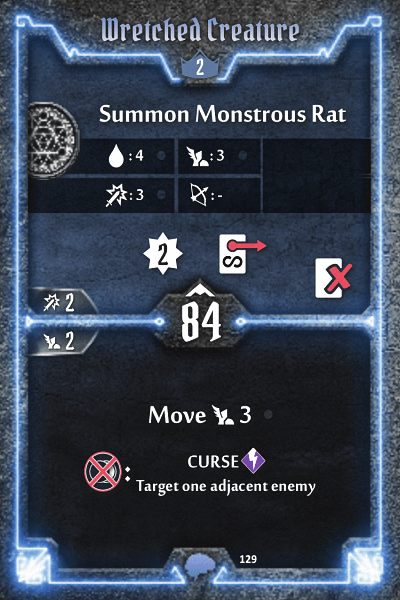 Wretched Creature
2
Summon Monstrous Rat
: 4 : 3
: 3 : -
2
2
84
2
Move 3
: CURSE
Target one adjacent enemy
129